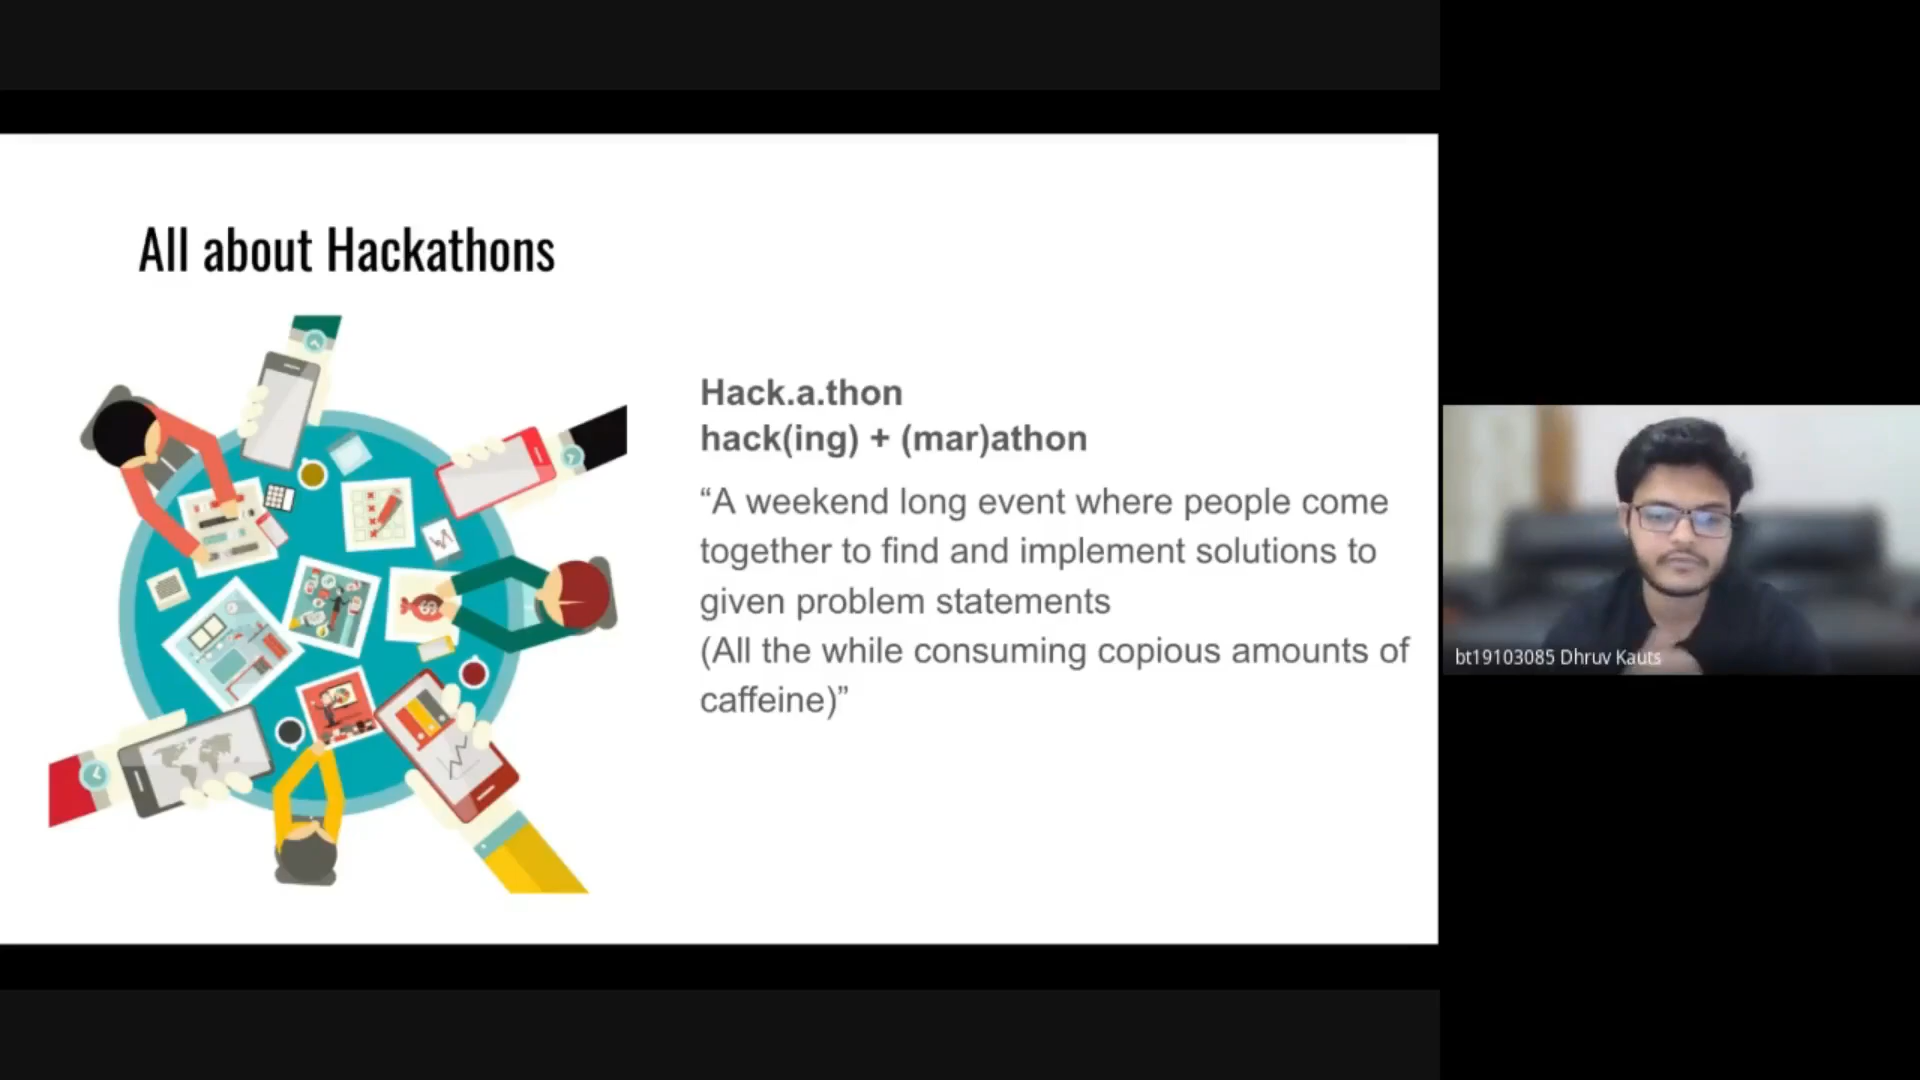 All about Hackathons
Hack.a.thon
hack(ing) + (mar)athon
“A weekend long event where people come
together to find and implement solutions to
given problem statements
(All the while consuming copious amounts of
caffeine)”
bt19103085 Dhruv Kauts